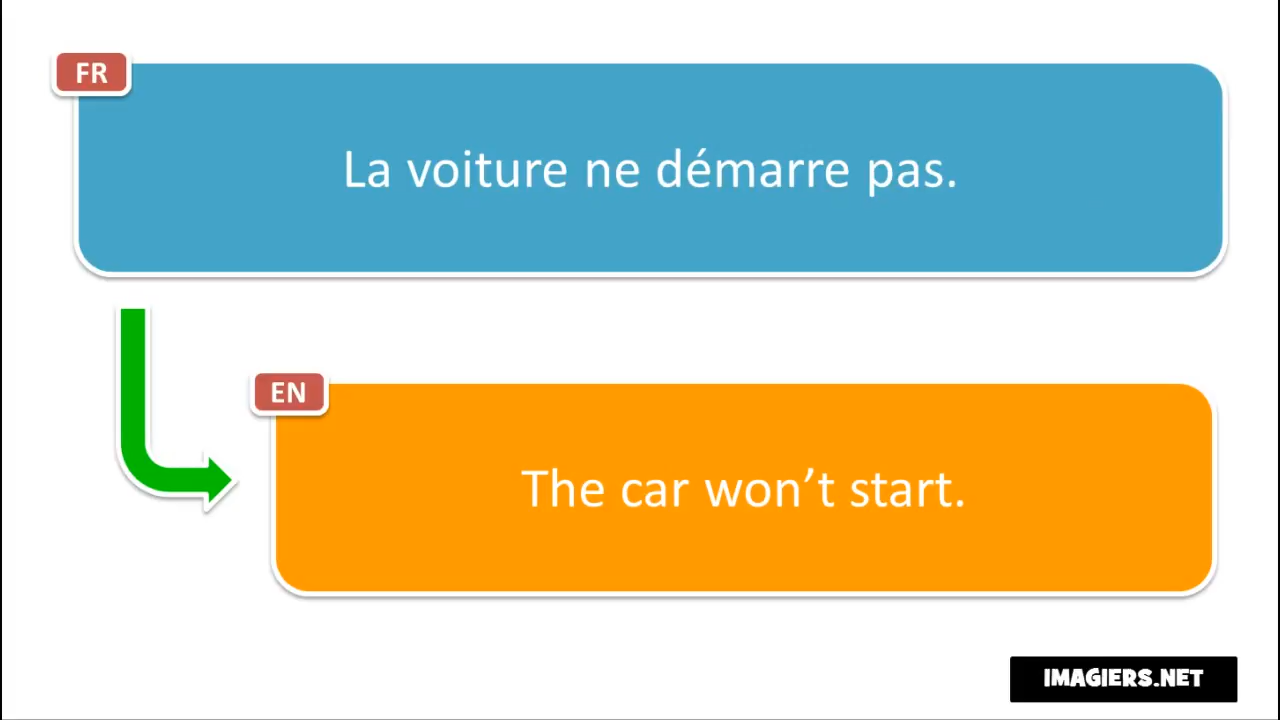 FR
La voiture ne démarre pas.
EN
The car won’t start.
IMAGIERS.NET